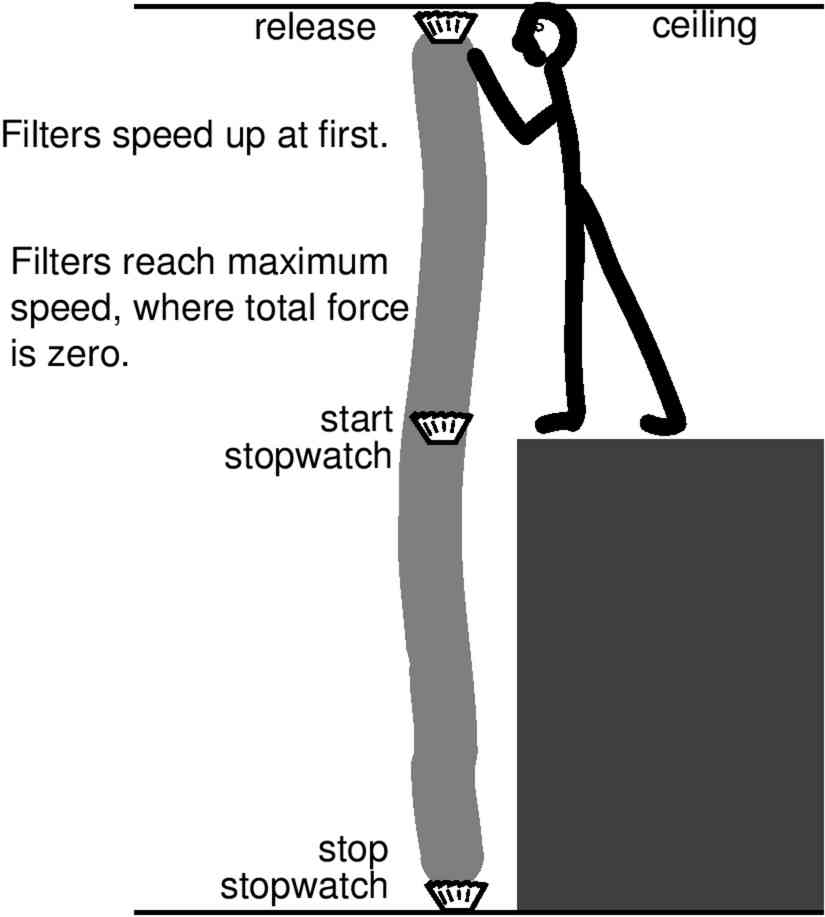 release
ceiling
Filters speed up at first.
Filters reach maximum
speed, where total force
is zero.
start
stopwatch
stop
stopwatch